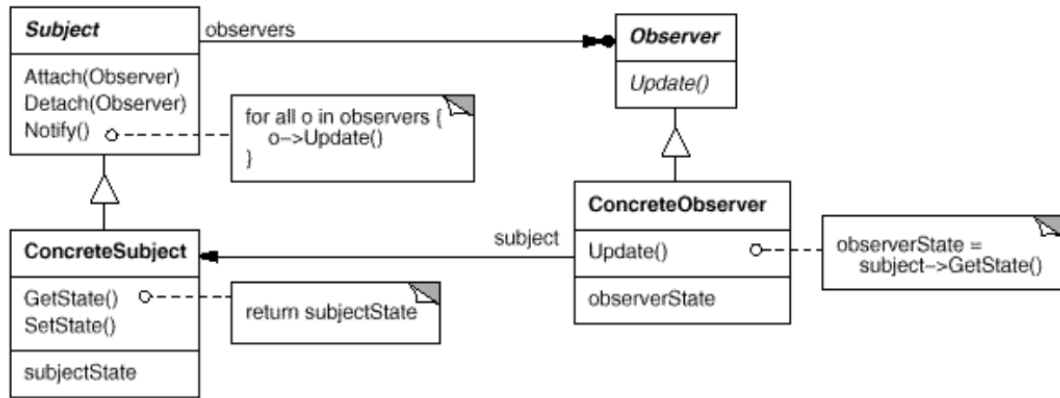 Subject
Attach(Observer)
Detach(Observer)
Notify()
observers
for all o in observers {
o->Update()
}
Observer
Update()
ConcreteSubject
GetState()
SetState()
subjectState
return subjectState
subject
ConcreteObserver
Update()
observerState
observerState =
subject->GetState()